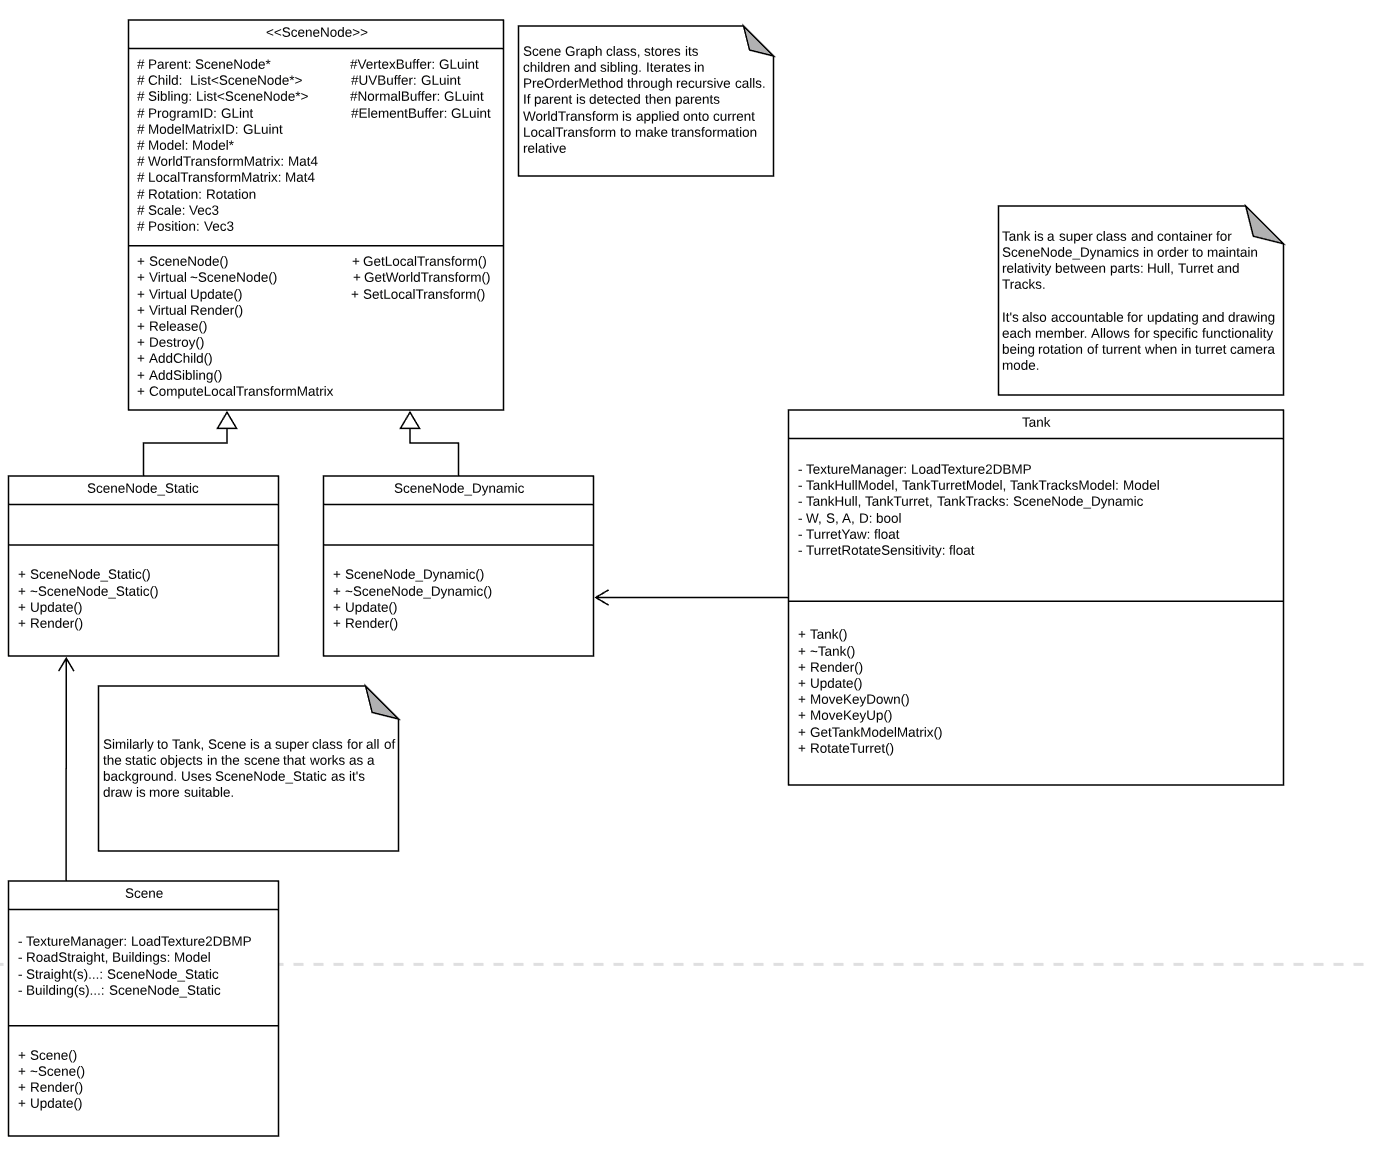 <<SceneNode>>
# Parent: SceneNode*
# Child:  List<SceneNode*>
# Sibling: List<SceneNode*>
# ProgramID: GLint
# ModelMatrixID: GLuint
# Model: Model*
# WorldTransformMatrix: Mat4
# LocalTransformMatrix: Mat4
# Rotation: Rotation
# Scale: Vec3
# Position: Vec3
#VertexBuffer: GLuint
#UVBuffer: GLuint
#NormalBuffer: GLuint
#ElementBuffer: GLuint
+ SceneNode()
+ Virtual ~SceneNode()
+ Virtual Update()
+ Virtual Render()
+ Release()
+ Destroy()
+ AddChild()
+ AddSibling()
+ ComputeLocalTransformMatrix
+ GetLocalTransform()
+ GetWorldTransform()
+ SetLocalTransform()
Scene Graph class, stores its
children and sibling. Iterates in
PreOrderMethod through recursive calls.
If parent is detected then parents
WorldTransform is applied onto current
LocalTransform to make transformation
relative
Tank is a super class and container for
SceneNode_Dynamics in order to maintain
relativity between parts: Hull, Turret and
Tracks.
It's also accountable for updating and drawing
each member. Allows for specific functionality
being rotation of turrent when in turret camera
mode.
SceneNode_Static
+ SceneNode_Static()
+ ~SceneNode_Static()
+ Update()
+ Render()
SceneNode_Dynamic
+ SceneNode_Dynamic()
+ ~SceneNode_Dynamic()
+ Update()
+ Render()
Tank
- TextureManager: LoadTexture2DBMP
- TankHullModel, TankTurretModel, TankTracksModel: Model
- TankHull, TankTurret, TankTracks: SceneNode_Dynamic
- W, S, A, D: bool
- TurretYaw: float
- TurretRotateSensitivity: float
+ Tank()
+ ~Tank()
+ Render()
+ Update()
+ MoveKeyDown()
+ MoveKeyUp()
+ GetTankModelMatrix()
+ RotateTurret()
Similarly to Tank, Scene is a super class for all of
the static objects in the scene that works as a
background. Uses SceneNode_Static as it's
draw is more suitable.
Scene
- TextureManager: LoadTexture2DBMP
- RoadStraight, Buildings: Model
- Straight(s)...: SceneNode_Static
- Building(s)...: SceneNode_Static
+ Scene()
+ ~Scene()
+ Render()
+ Update()